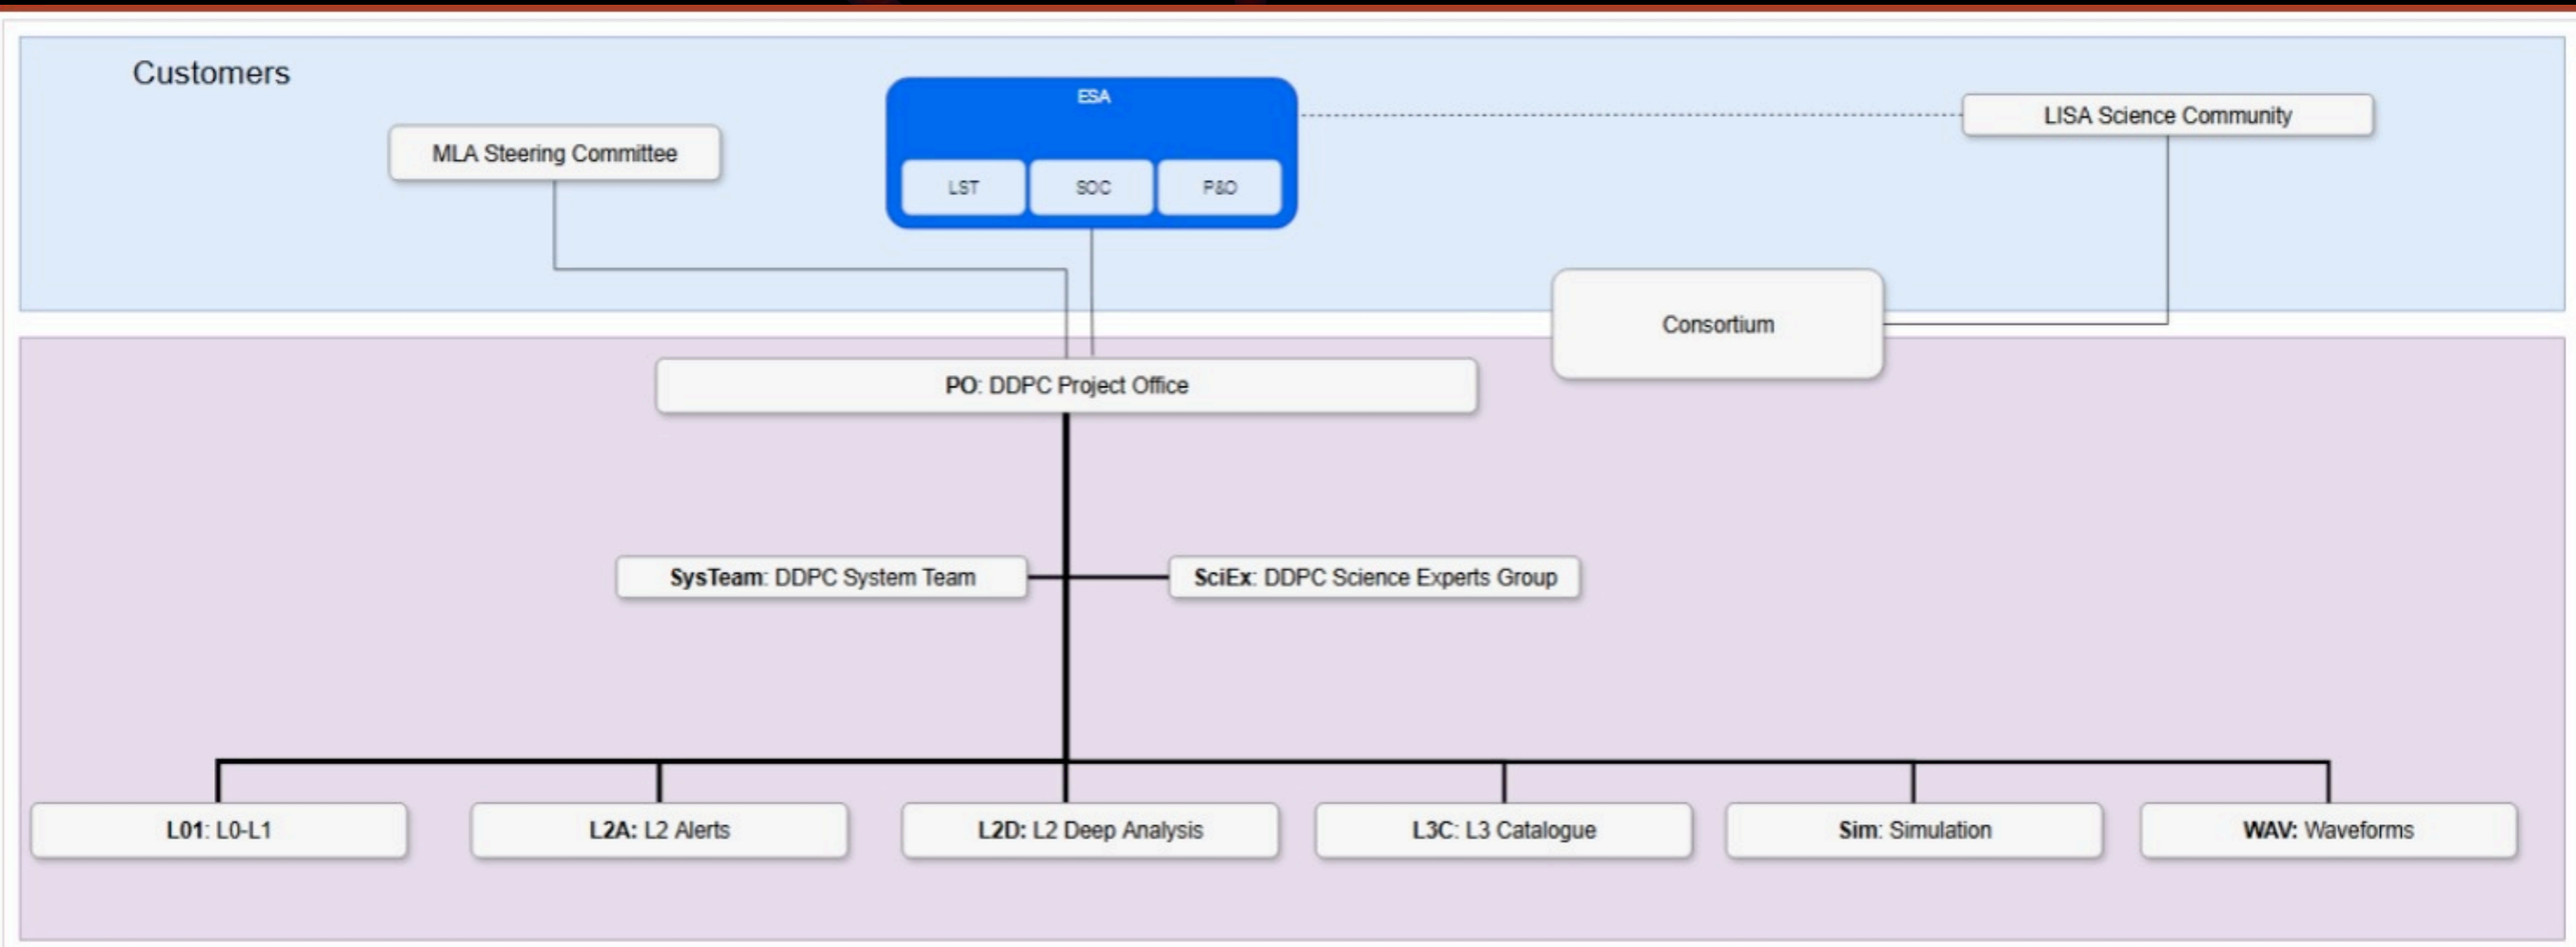 Customers
ESA
MLA Steering Committee
LISA Science Community
LST
SOC
P&O
Consortium
PO: DDPC Project Office
SysTeam: DDPC System Team
SciEx: DDPC Science Experts Group
L01: L0-L1
L2A: L2 Alerts
L2D: L2 Deep Analysis
L3C: L3 Catalogue
Sim: Simulation
WAV: Waveforms